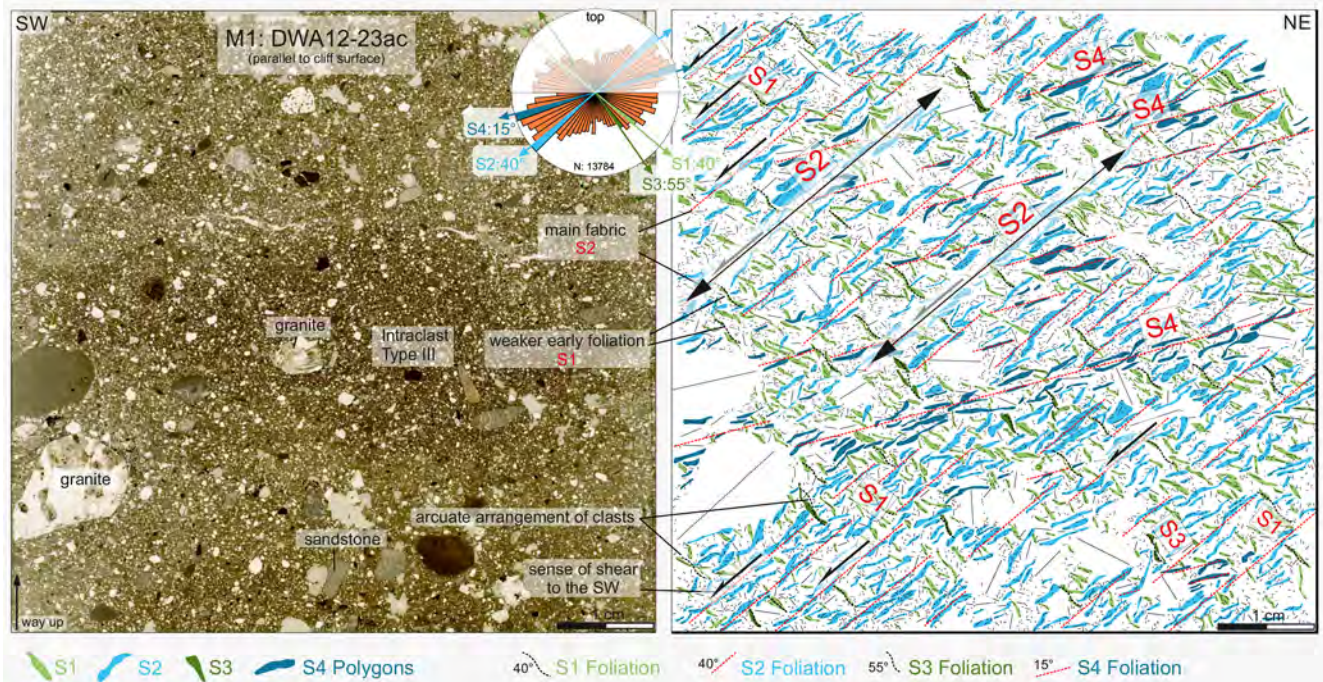 SW
M1: DWA12-23ac
(parallel to cliff surface)
top
S4:15°
S2:40°
S1:40°
S3:55°
N: 13784
main fabric
S2
granite
Intraclast
Type III
weaker early foliation
S1
granite
arcuate arrangement of clasts
sandstone
sense of shear
to the SW
way up
1 cm
NE
S1
S4
S4
S2
S2
S4
S1
S3
S1
1 cm
S1
S2
S3
S4 Polygons
40° S1 Foliation
40° S2 Foliation
55° S3 Foliation
15° S4 Foliation